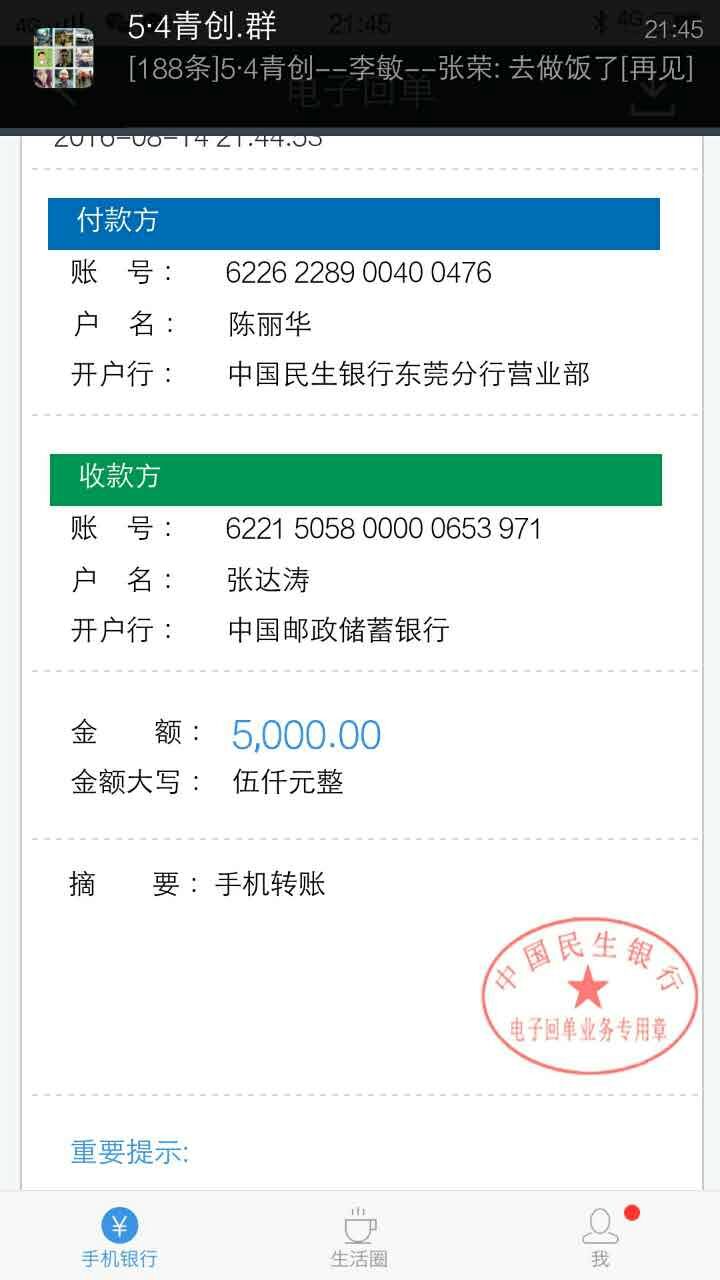 5·4青创.群
21:45
[188条]5·4青创--李敏--张荣: 去做饭了[再见]
电子回单
2016-08-14 21:44:53
付款方
账 号： 6226 2289 0040 0476
户 名： 陈丽华
开户行： 中国民生银行东莞分行营业部
收款方
账 号： 6221 5058 0000 0653 971
户 名： 张达涛
开户行： 中国邮政储蓄银行
金 额： 5,000.00
金额大写： 伍仟元整
摘 要： 手机转账
中国民生银行
电子回单业务专用章
重要提示:
手机银行 生活圈 我